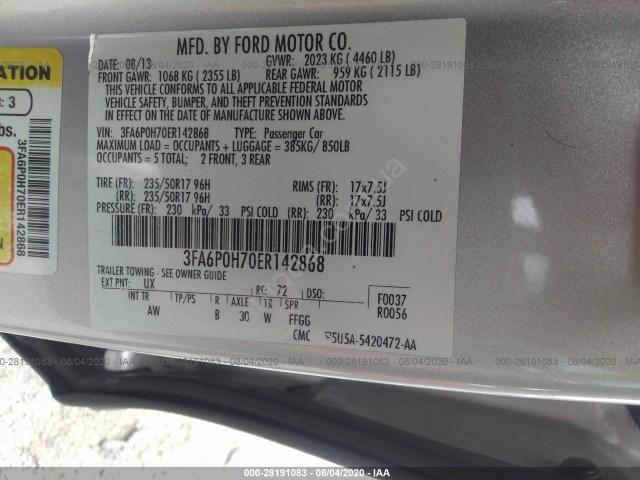 MFD. BY FORD MOTOR CO.
DATE: 08/13 GVWR: 2023 KG ( 4460 LB)
FRONT GAWR: 1068 KG ( 2355 LB) REAR GAWR: 959 KG ( 2115 LB)
THIS VEHICLE CONFORMS TO ALL APPLICABLE FEDERAL MOTOR
VEHICLE SAFETY, BUMPER, AND THEFT PREVENTION STANDARDS
IN EFFECT ON THE DATE OF MANUFACTURE SHOWN ABOVE.
VIN: 3FA6P0H70ER142868 TYPE: Passenger Car
MAXIMUM LOAD = OCCUPANTS + LUGGAGE = 385KG/ 850LB
OCCUPANTS = 5 TOTAL; 2 FRONT, 3 REAR
TIRE (FR): 235/50R17 96H RIMS (FR): 17x7.5J
(RR): 235/50R17 96H (RR): 17x7.5J
PRESSURE (FR): 230 kPa/ 33 PSI COLD (RR): 230 kPa/ 33 PSI COLD
3FA6P0H70ER142868
TRAILER TOWING - SEE OWNER GUIDE
EXT PNT: UX RC: 72 DSO:
INT TR TP/PS R AXLE TR SPR
AW B 30 W FFGG
F0037
R0056
CMC 5U5A-5420472-AA
ATION
: 3
bs.
3FA6P0H70ER142868
000-28191083 - 08/04/2020 - IAA
000-28191083 - 08/04/2020 - IAA
000-28191083 - 08/04/2020 - IAA